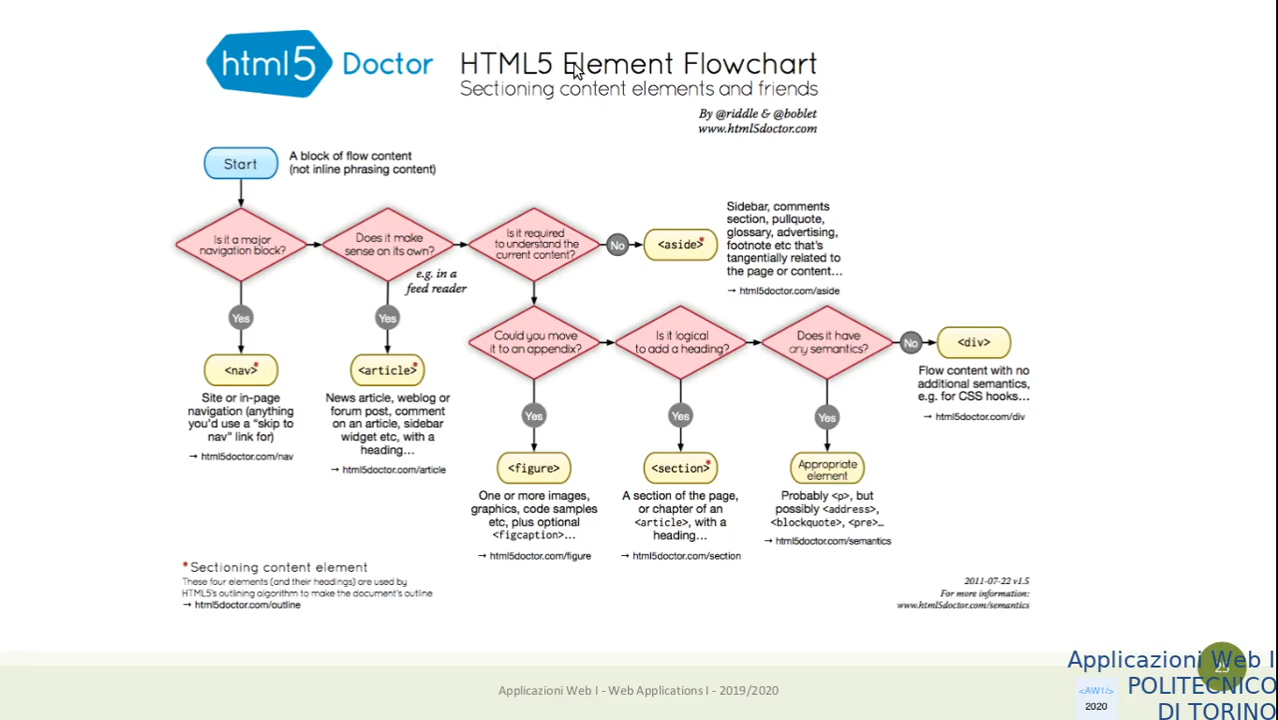 html5 Doctor
HTML5 Element Flowchart
Sectioning content elements and friends
By @riddle & @boblet
www.html5doctor.com
Start
A block of flow content
(not inline phrasing content)
Is it a major
navigation block?
Does it make
sense on its own?
e.g. in a
feed reader
Is it required
to understand the
current content?
No
<aside>*
Sidebar, comments
section, pullquote,
glossary, advertising,
footnote etc that's
tangentially related to
the page or content…
→ html5doctor.com/aside
Yes
<nav>*
Site or in-page
navigation (anything
you'd use a "skip to
nav" link for)
→ html5doctor.com/nav
Yes
<article>*
News article, weblog or
forum post, comment
on an article, sidebar
widget etc, with a
heading…
→ html5doctor.com/article
Could you move
it to an appendix?
Is it logical
to add a heading?
Does it have
any semantics?
No
<div>
Flow content with no
additional semantics,
e.g. for CSS hooks…
→ html5doctor.com/div
Yes
<figure>
One or more images,
graphics, code samples
etc, plus optional
<figcaption>…
→ html5doctor.com/figure
Yes
<section>*
A section of the page,
or chapter of an
<article>, with a
heading…
→ html5doctor.com/section
Yes
Appropriate
element
Probably <p>, but
possibly <address>,
<blockquote>, <pre>…
→ html5doctor.com/semantics
* Sectioning content element
These four elements (and their headings) are used by
HTML5's outlining algorithm to make the document's outline
→ html5doctor.com/outline
2011-07-22 v1.5
For more information:
www.html5doctor.com/semantics
Applicazioni Web I - Web Applications I - 2019/2020
<AW1/>
2020
Applicazioni Web I
POLITECNICO
DI TORINO